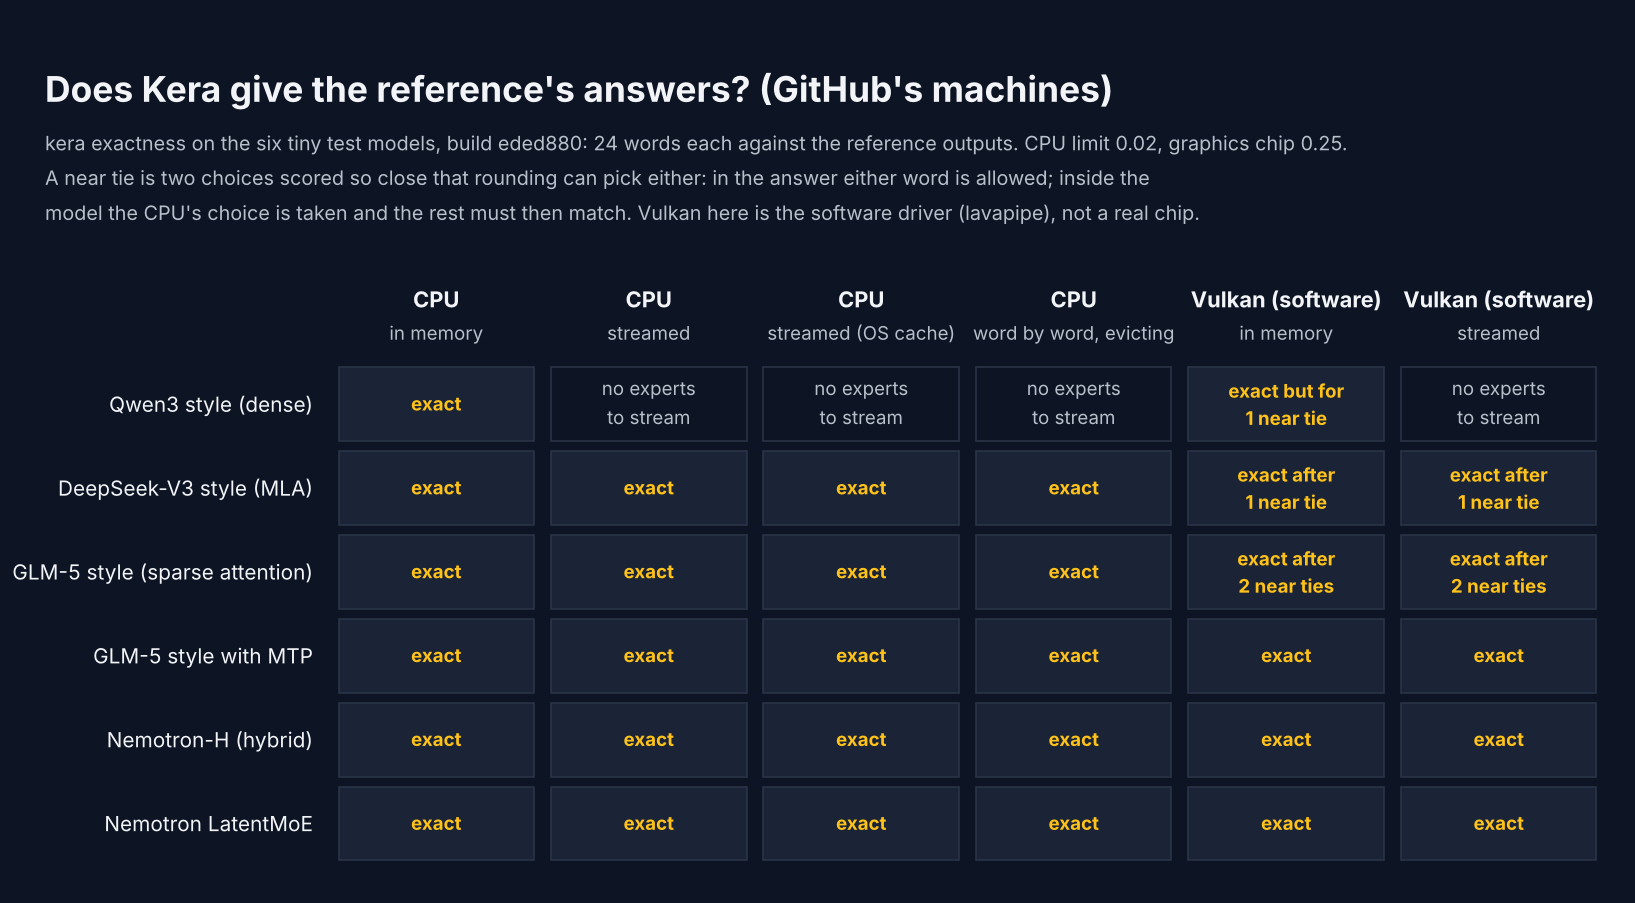 Does Kera give the reference's answers? (GitHub's machines)
kera exactness on the six tiny test models, build eded880: 24 words each against the reference outputs. CPU limit 0.02, graphics chip 0.25.
A near tie is two choices scored so close that rounding can pick either: in the answer either word is allowed; inside the
model the CPU's choice is taken and the rest must then match. Vulkan here is the software driver (lavapipe), not a real chip.
CPU CPU CPU CPU Vulkan (software) Vulkan (software)
in memory streamed streamed (OS cache) word by word, evicting in memory streamed
Qwen3 style (dense)
exact
no experts
to stream
no experts
to stream
no experts
to stream
exact but for
1 near tie
no experts
to stream
DeepSeek-V3 style (MLA)
exact
exact
exact
exact
exact after
1 near tie
exact after
1 near tie
GLM-5 style (sparse attention)
exact
exact
exact
exact
exact after
2 near ties
exact after
2 near ties
GLM-5 style with MTP
exact
exact
exact
exact
exact
exact
Nemotron-H (hybrid)
exact
exact
exact
exact
exact
exact
Nemotron LatentMoE
exact
exact
exact
exact
exact
exact